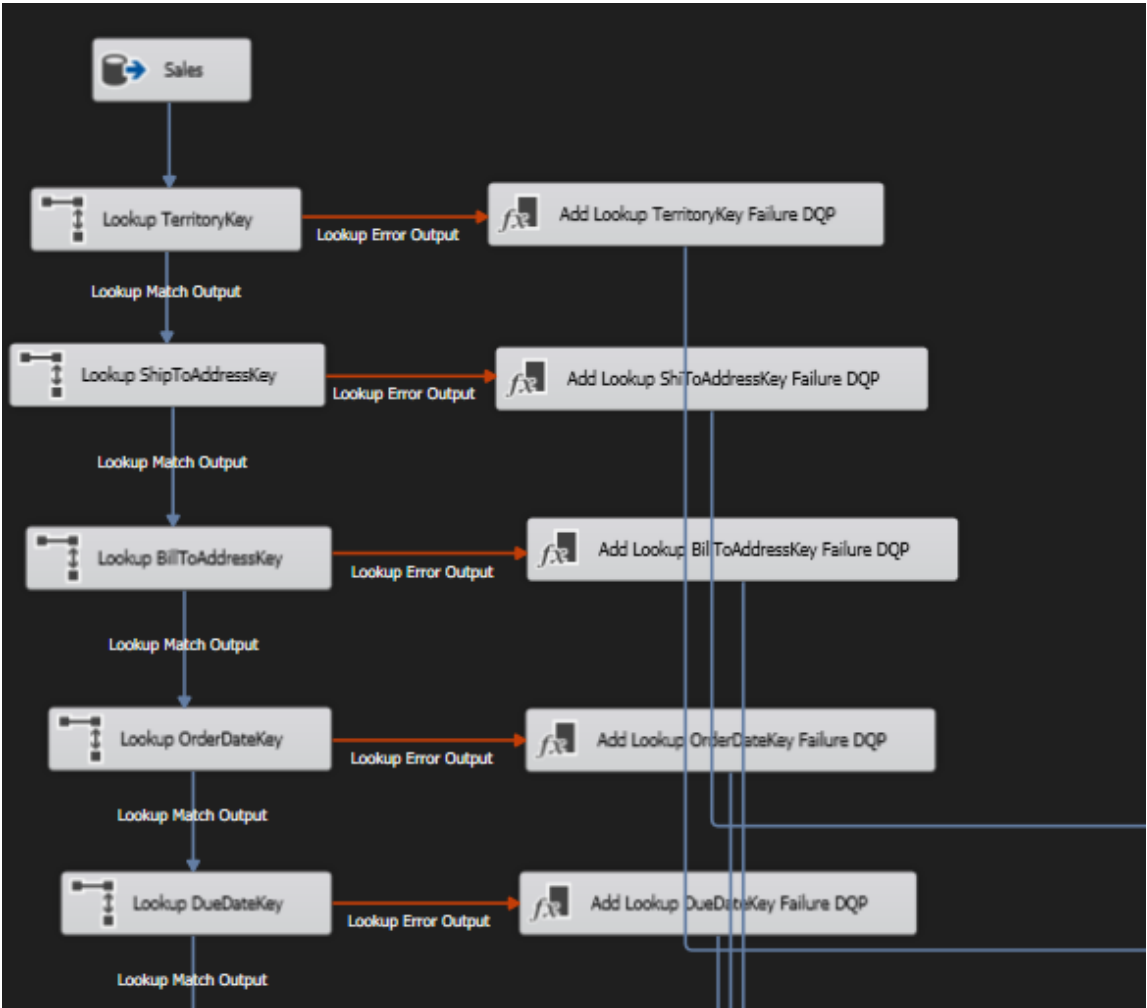 Sales
Lookup TerritoryKey
Lookup Error Output
Add Lookup TerritoryKey Failure DQP
Lookup Match Output
Lookup ShipToAddressKey
Lookup Error Output
Add Lookup ShiToAddressKey Failure DQP
Lookup Match Output
Lookup BillToAddressKey
Lookup Error Output
Add Lookup BillToAddressKey Failure DQP
Lookup Match Output
Lookup OrderDateKey
Lookup Error Output
Add Lookup OrderDateKey Failure DQP
Lookup Match Output
Lookup DueDateKey
Lookup Error Output
Add Lookup DueDateKey Failure DQP
Lookup Match Output